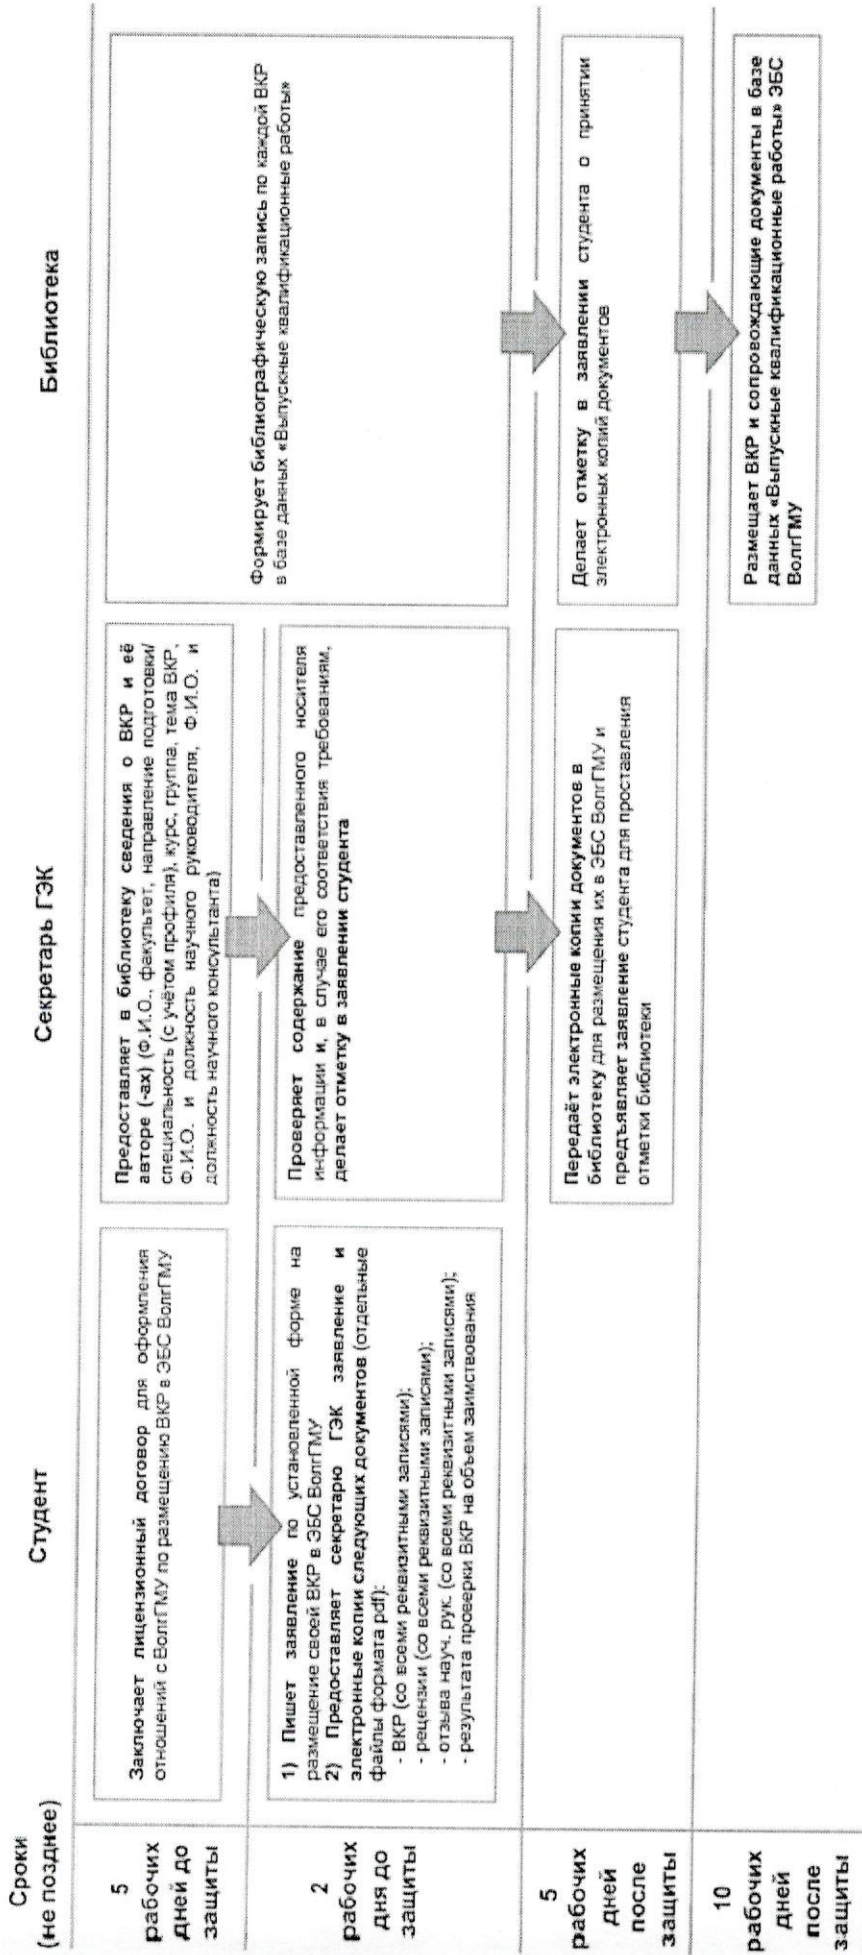 Сроки
(не позднее)
Студент
Секретарь ГЭК
Библиотека
5
рабочих
дней до
защиты
Заключает лицензионный договор для оформления
отношений с ВолгГМУ по размещению ВКР в ЭБС ВолгГМУ
Предоставляет в библиотеку сведения о ВКР и её
авторе (-ах) (Ф.И.О., факультет, направление подготовки/
специальность (с учётом профиля), курс, группа, тема ВКР,
Ф.И.О. и должность научного руководителя, Ф.И.О. и
должность научного консультанта)
Формирует библиографическую запись по каждой ВКР
в базе данных «Выпускные квалификационные работы»
2
рабочих
дня до
защиты
1) Пишет заявление по установленной форме на
размещение своей ВКР в ЭБС ВолгГМУ
2) Предоставляет секретарю ГЭК заявление и
электронные копии следующих документов (отдельные
файлы формата pdf):
- ВКР (со всеми реквизитными записями);
- рецензии (со всеми реквизитными записями);
- отзыва науч. рук. (со всеми реквизитными записями);
- результата проверки ВКР на объем заимствования
Проверяет содержание предоставленного носителя
информации и, в случае его соответствия требованиям,
делает отметку в заявлении студента
5
рабочих
дней
после
защиты
Передаёт электронные копии документов в
библиотеку для размещения их в ЭБС ВолгГМУ и
предъявляет заявление студента для проставления
отметки библиотеки
Делает отметку в заявлении студента о принятии
электронных копий документов
10
рабочих
дней
после
защиты
Размещает ВКР и сопровождающие документы в базе
данных «Выпускные квалификационные работы» ЭБС
ВолгГМУ